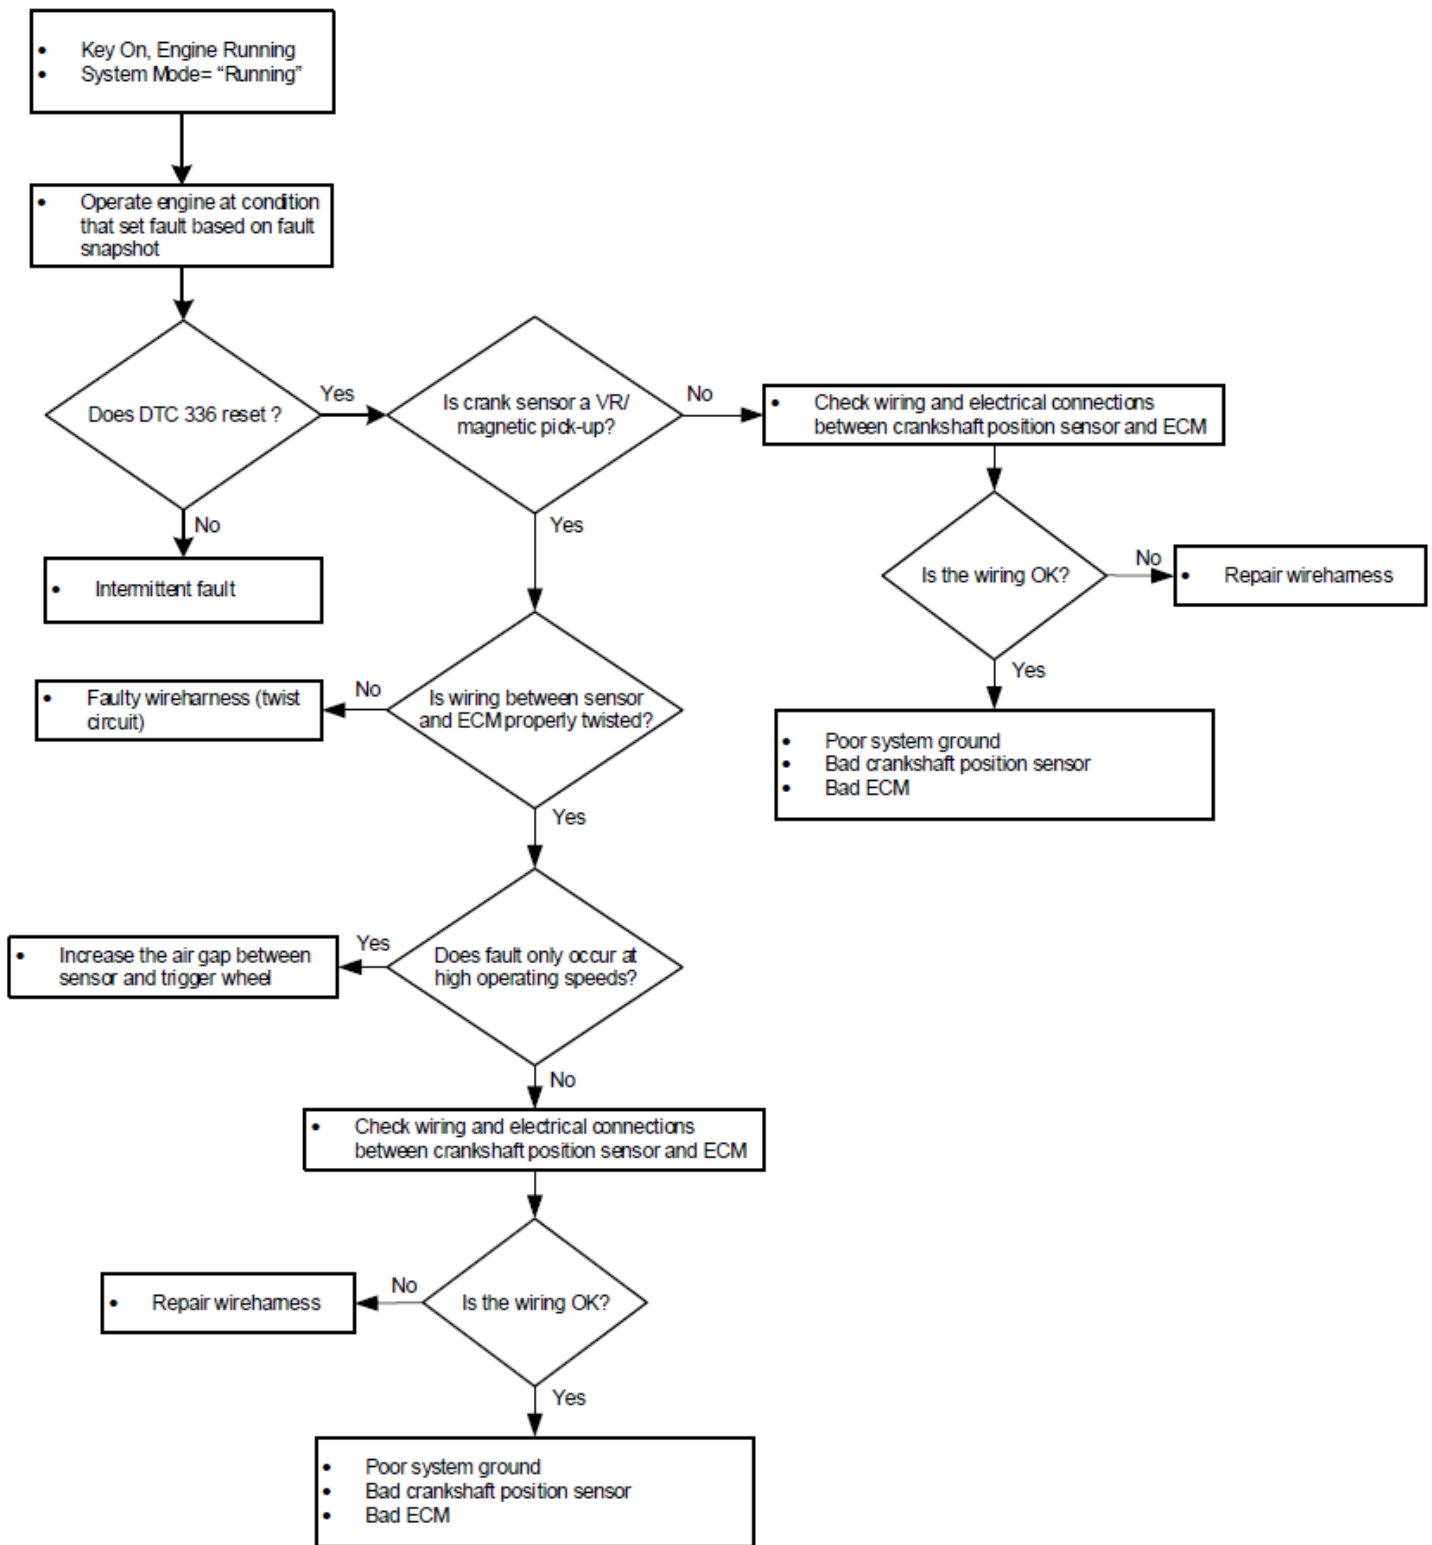 • Key On, Engine Running
• System Mode= “Running”
• Operate engine at condition
that set fault based on fault
snapshot
Does DTC 336 reset ?
Yes
No
• Intermittent fault
Is crank sensor a VR/
magnetic pick-up?
No
Yes
• Check wiring and electrical connections
between crankshaft position sensor and ECM
Is the wiring OK?
No
• Repair wireharness
Yes
• Poor system ground
• Bad crankshaft position sensor
• Bad ECM
Is wiring between sensor
and ECM properly twisted?
No
• Faulty wireharness (twist
circuit)
Yes
Does fault only occur at
high operating speeds?
Yes
• Increase the air gap between
sensor and trigger wheel
No
• Check wiring and electrical connections
between crankshaft position sensor and ECM
Is the wiring OK?
No
• Repair wireharness
Yes
• Poor system ground
• Bad crankshaft position sensor
• Bad ECM